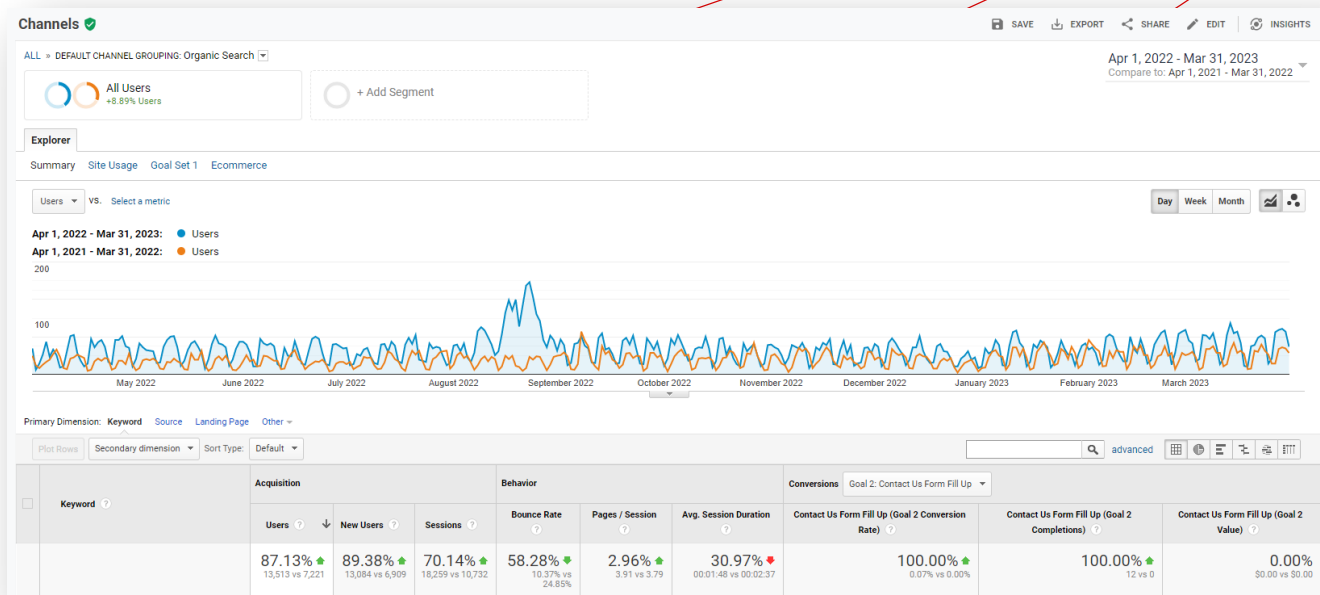 Channels
SAVE EXPORT SHARE EDIT INSIGHTS
ALL » DEFAULT CHANNEL GROUPING: Organic Search
Apr 1, 2022 - Mar 31, 2023
Compare to: Apr 1, 2021 - Mar 31, 2022
All Users
+8.89% Users
+ Add Segment
Explorer
Summary Site Usage Goal Set 1 Ecommerce
Users VS. Select a metric
Day Week Month
Apr 1, 2022 - Mar 31, 2023: Users
Apr 1, 2021 - Mar 31, 2022: Users
200
100
May 2022 June 2022 July 2022 August 2022 September 2022 October 2022 November 2022 December 2022 January 2023 February 2023 March 2023
Primary Dimension: Keyword Source Landing Page Other
Plot Rows Secondary dimension Sort Type: Default advanced
Keyword ?
Acquisition Behavior Conversions Goal 2: Contact Us Form Fill Up
Users ? New Users ? Sessions ?
Bounce Rate ?
Pages / Session ?
Avg. Session Duration ?
Contact Us Form Fill Up (Goal 2 Conversion Rate) ?
Contact Us Form Fill Up (Goal 2 Completions) ?
Contact Us Form Fill Up (Goal 2 Value) ?
87.13% 89.38% 70.14% 58.28% 2.96% 30.97% 100.00% 100.00% 0.00%
13,513 vs 7,221 13,084 vs 6,909 18,259 vs 10,732 10.37% vs 24.85% 3.91 vs 3.79 00:01:48 vs 00:02:37 0.07% vs 0.00% 12 vs 0 $0.00 vs $0.00